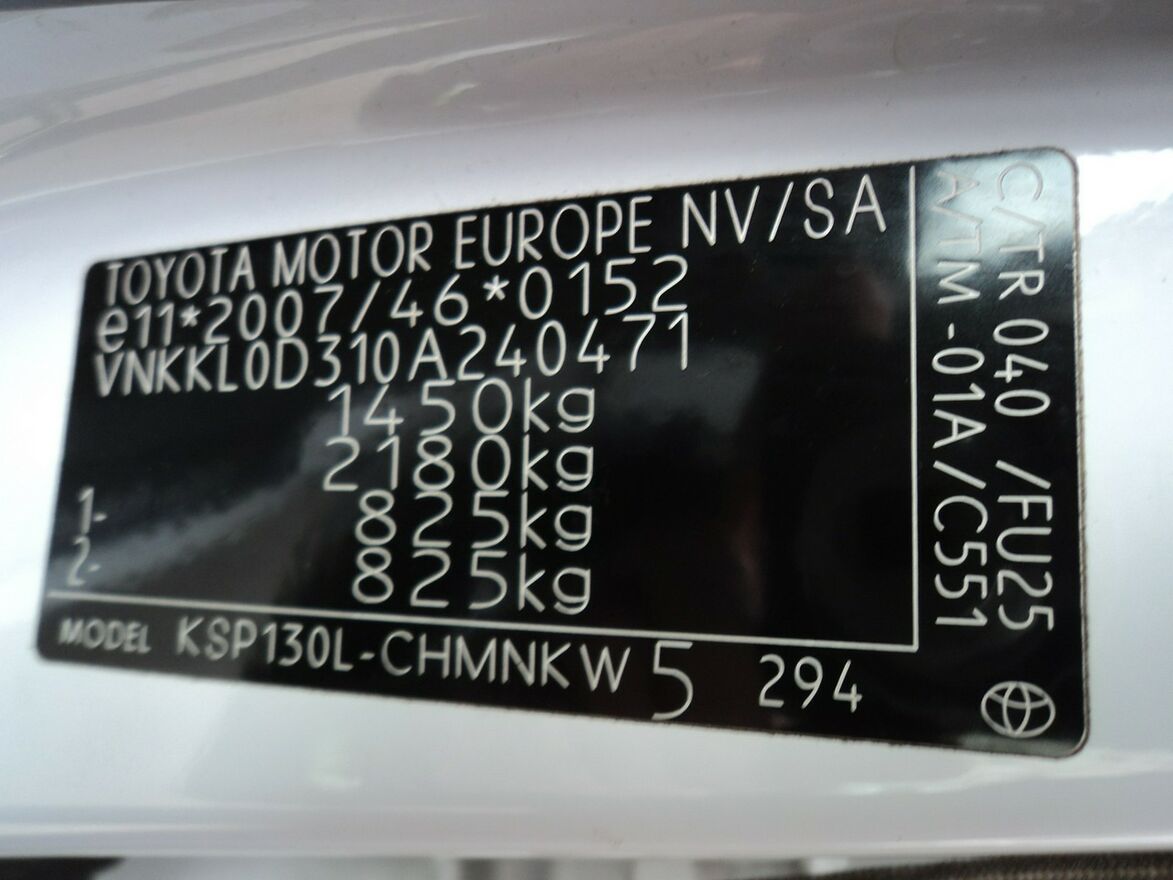 TOYOTA MOTOR EUROPE NV/SA
e11*2007/46*0152
VNKKL0D310A240471
1450kg
2180kg
1- 825kg
2- 825kg
MODEL KSP130L-CHMNKW 5 294
C/TR 040 /FU25
A/TM -01A/C551